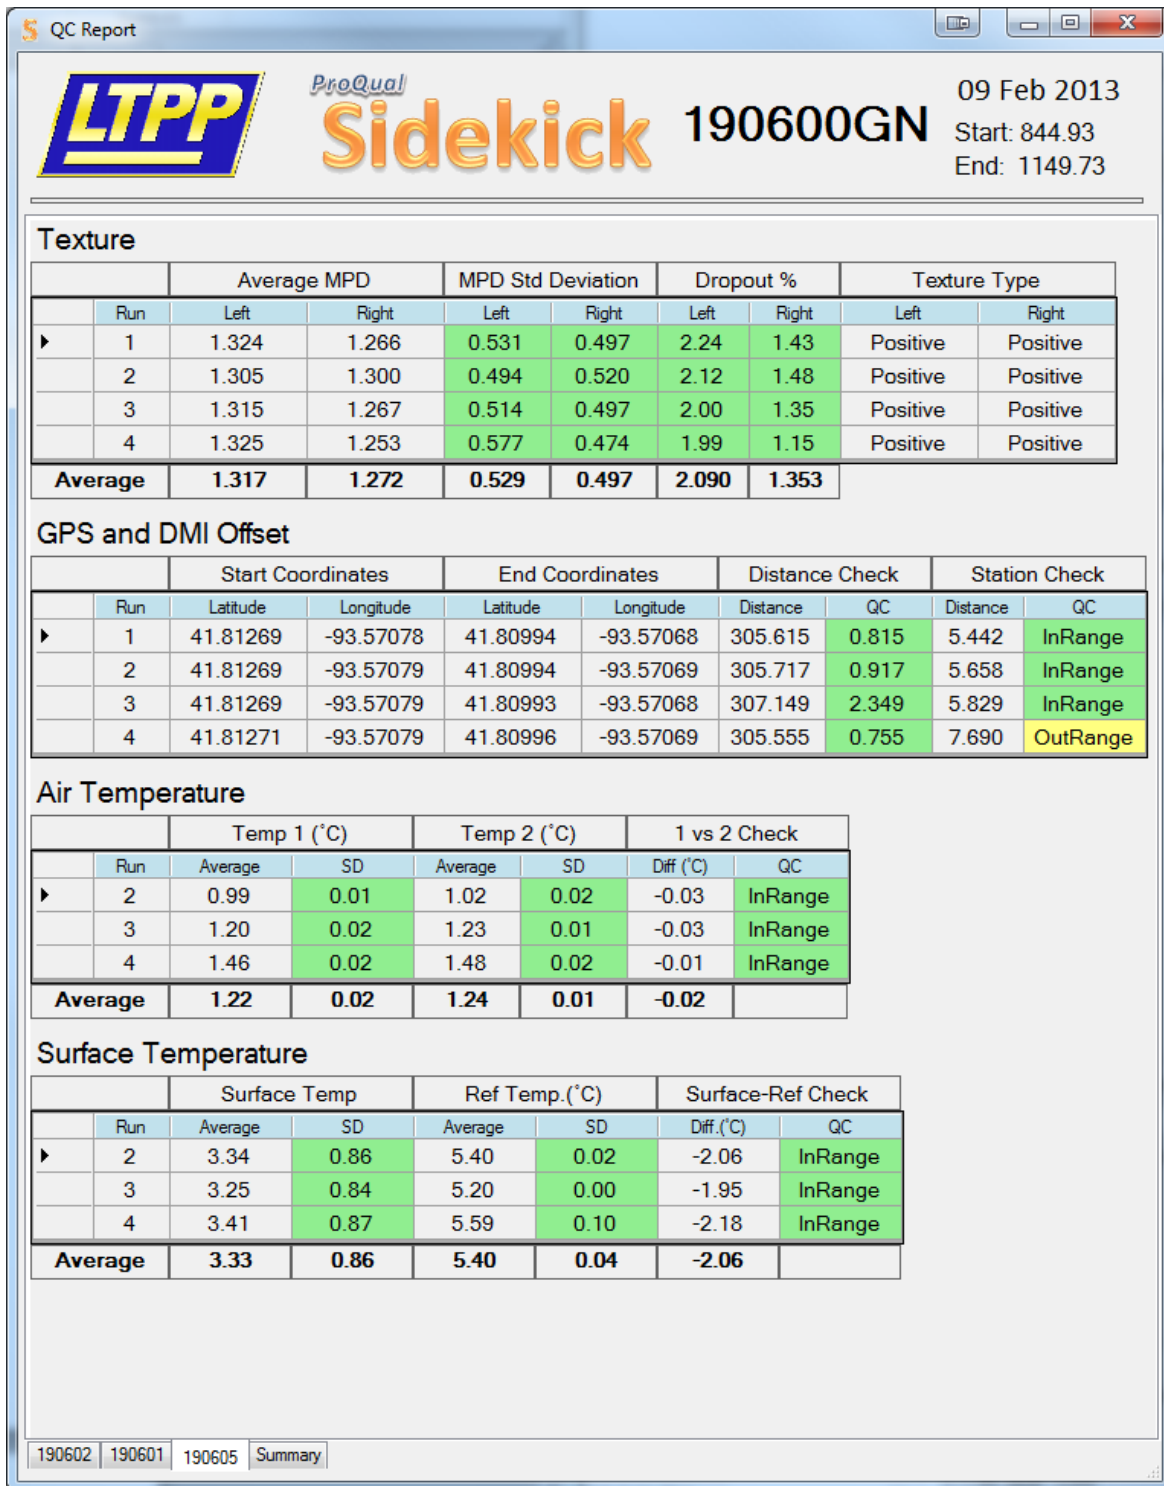 QC Report
LTPP
ProQual
Sidekick
190600GN
09 Feb 2013
Start: 844.93
End: 1149.73
Texture
Average MPD MPD Std Deviation Dropout % Texture Type
Run Left Right Left Right Left Right Left Right
1 1.324 1.266 0.531 0.497 2.24 1.43 Positive Positive
2 1.305 1.300 0.494 0.520 2.12 1.48 Positive Positive
3 1.315 1.267 0.514 0.497 2.00 1.35 Positive Positive
4 1.325 1.253 0.577 0.474 1.99 1.15 Positive Positive
Average 1.317 1.272 0.529 0.497 2.090 1.353
GPS and DMI Offset
Start Coordinates End Coordinates Distance Check Station Check
Run Latitude Longitude Latitude Longitude Distance QC Distance QC
1 41.81269 -93.57078 41.80994 -93.57068 305.615 0.815 5.442 InRange
2 41.81269 -93.57079 41.80994 -93.57069 305.717 0.917 5.658 InRange
3 41.81269 -93.57079 41.80993 -93.57068 307.149 2.349 5.829 InRange
4 41.81271 -93.57079 41.80996 -93.57069 305.555 0.755 7.690 OutRange
Air Temperature
Temp 1 (˚C) Temp 2 (˚C) 1 vs 2 Check
Run Average SD Average SD Diff (˚C) QC
2 0.99 0.01 1.02 0.02 -0.03 InRange
3 1.20 0.02 1.23 0.01 -0.03 InRange
4 1.46 0.02 1.48 0.02 -0.01 InRange
Average 1.22 0.02 1.24 0.01 -0.02
Surface Temperature
Surface Temp Ref Temp.(˚C) Surface-Ref Check
Run Average SD Average SD Diff.(˚C) QC
2 3.34 0.86 5.40 0.02 -2.06 InRange
3 3.25 0.84 5.20 0.00 -1.95 InRange
4 3.41 0.87 5.59 0.10 -2.18 InRange
Average 3.33 0.86 5.40 0.04 -2.06
190602 190601 190605 Summary